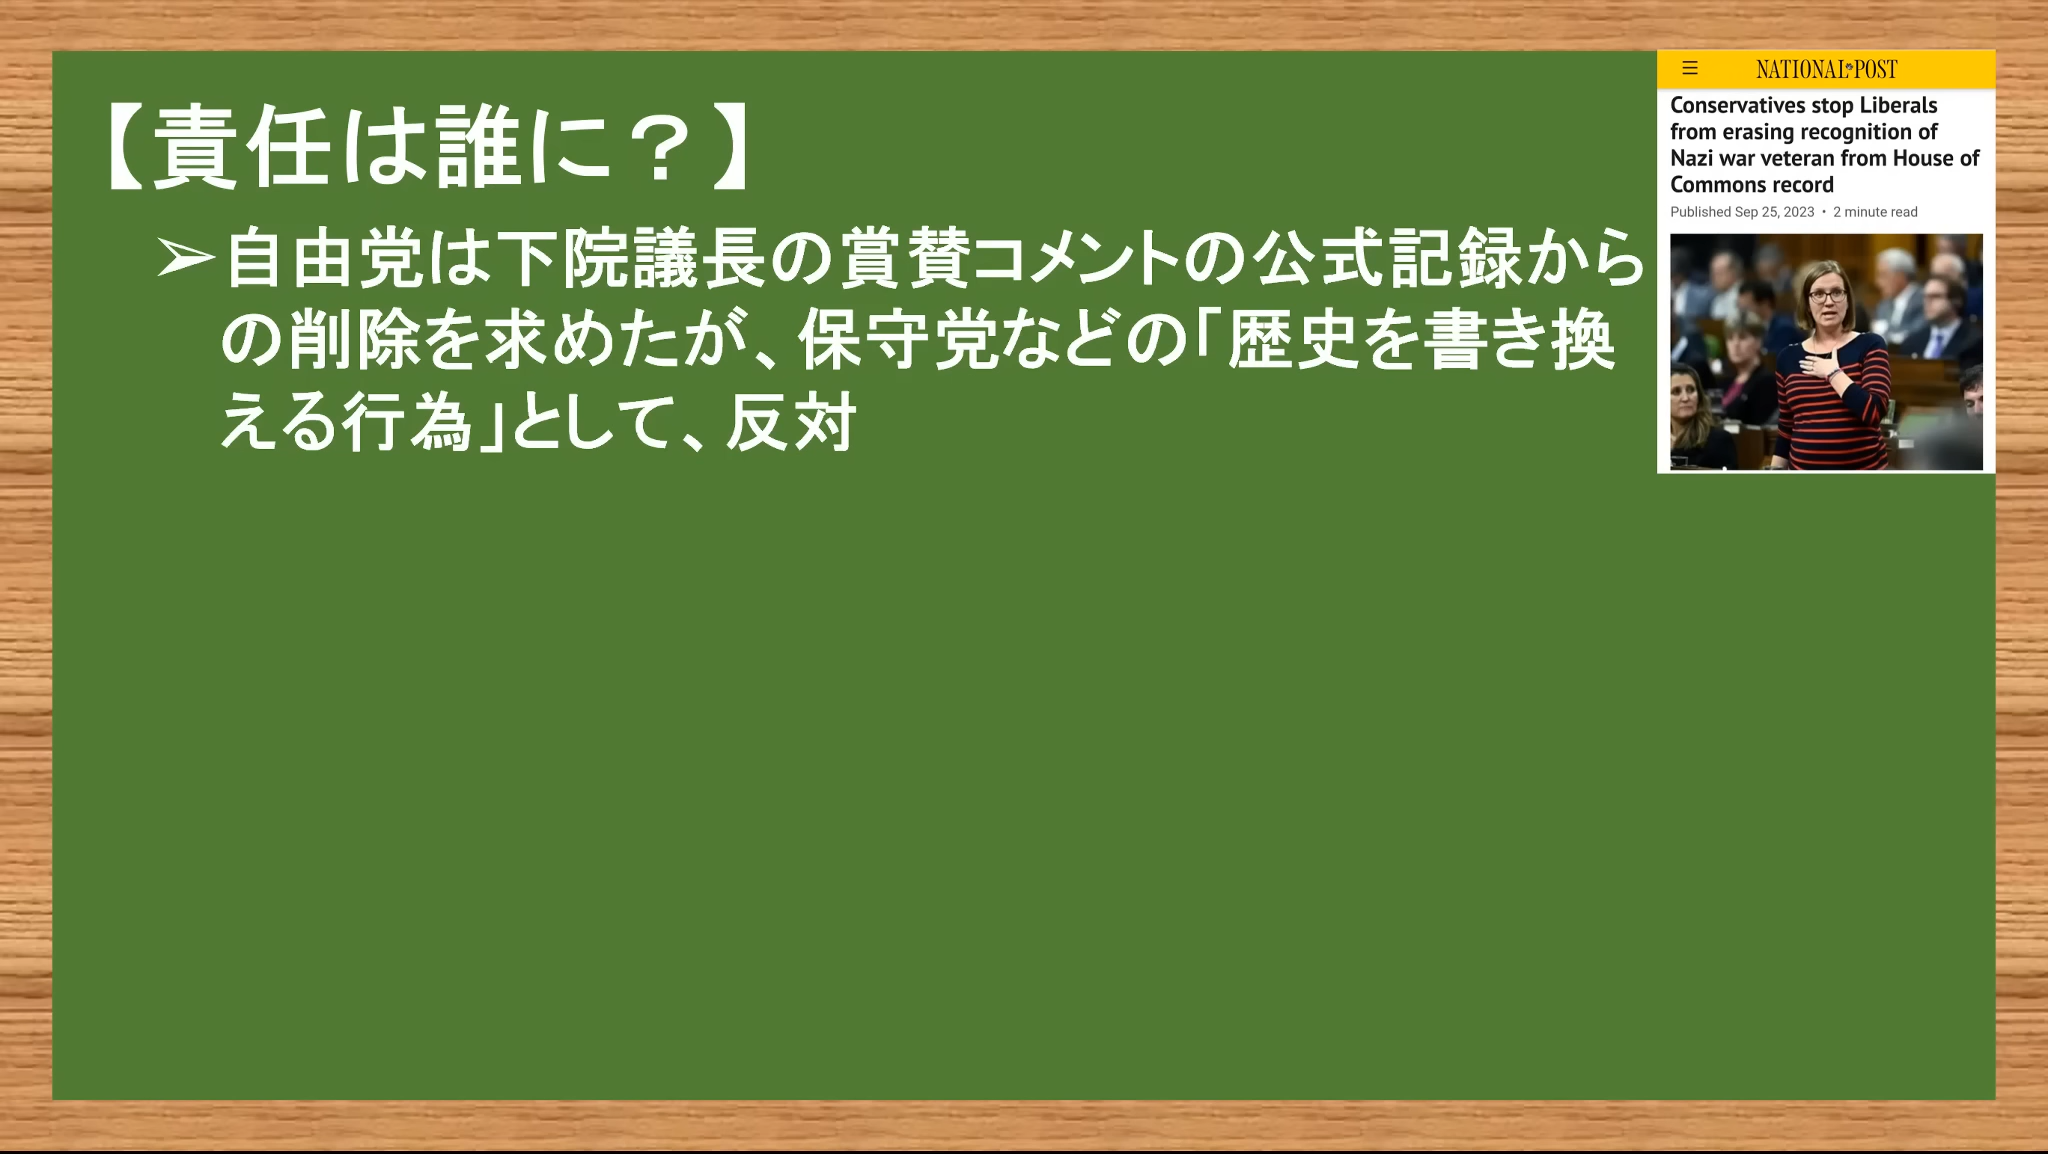 【責任は誰に？】
➢自由党は下院議長の賞賛コメントの公式記録から
の削除を求めたが、保守党などの「歴史を書き換
える行為」として、反対
NATIONAL POST
Conservatives stop Liberals
from erasing recognition of
Nazi war veteran from House of
Commons record
Published Sep 25, 2023 • 2 minute read